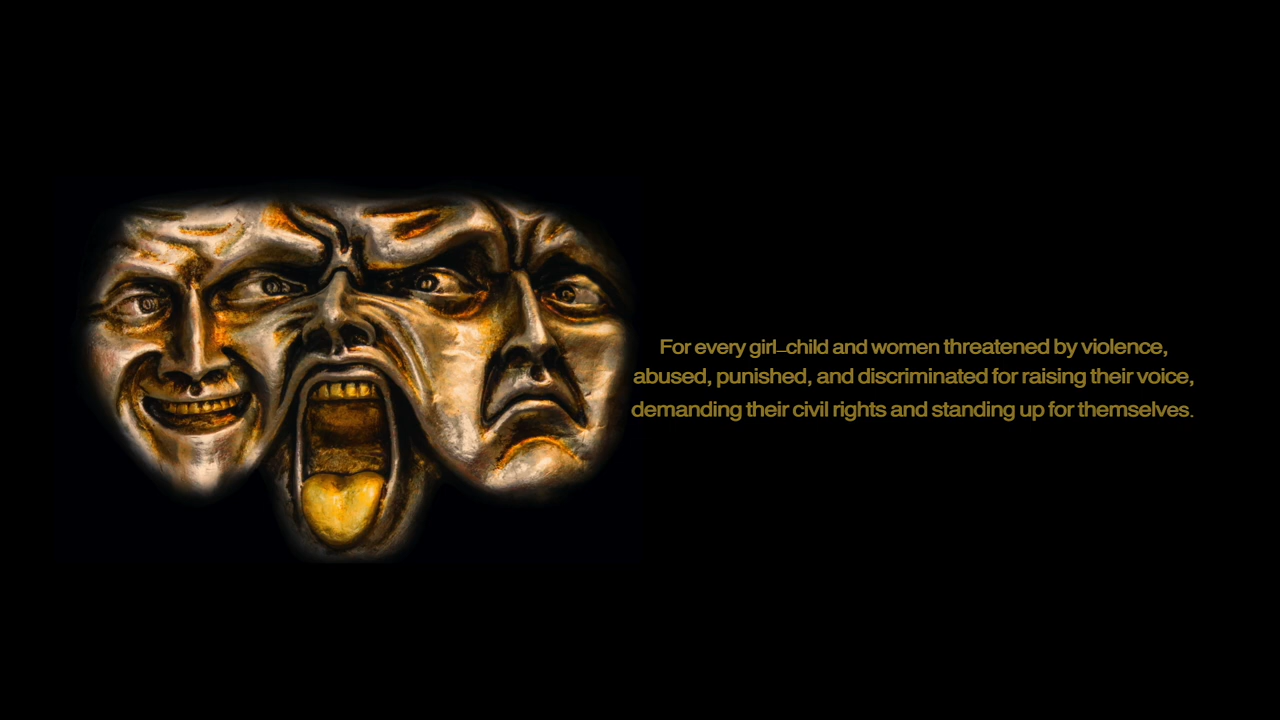 For every girl-child and women threatened by violence,
abused, punished, and discriminated for raising their voice,
demanding their civil rights and standing up for themselves.